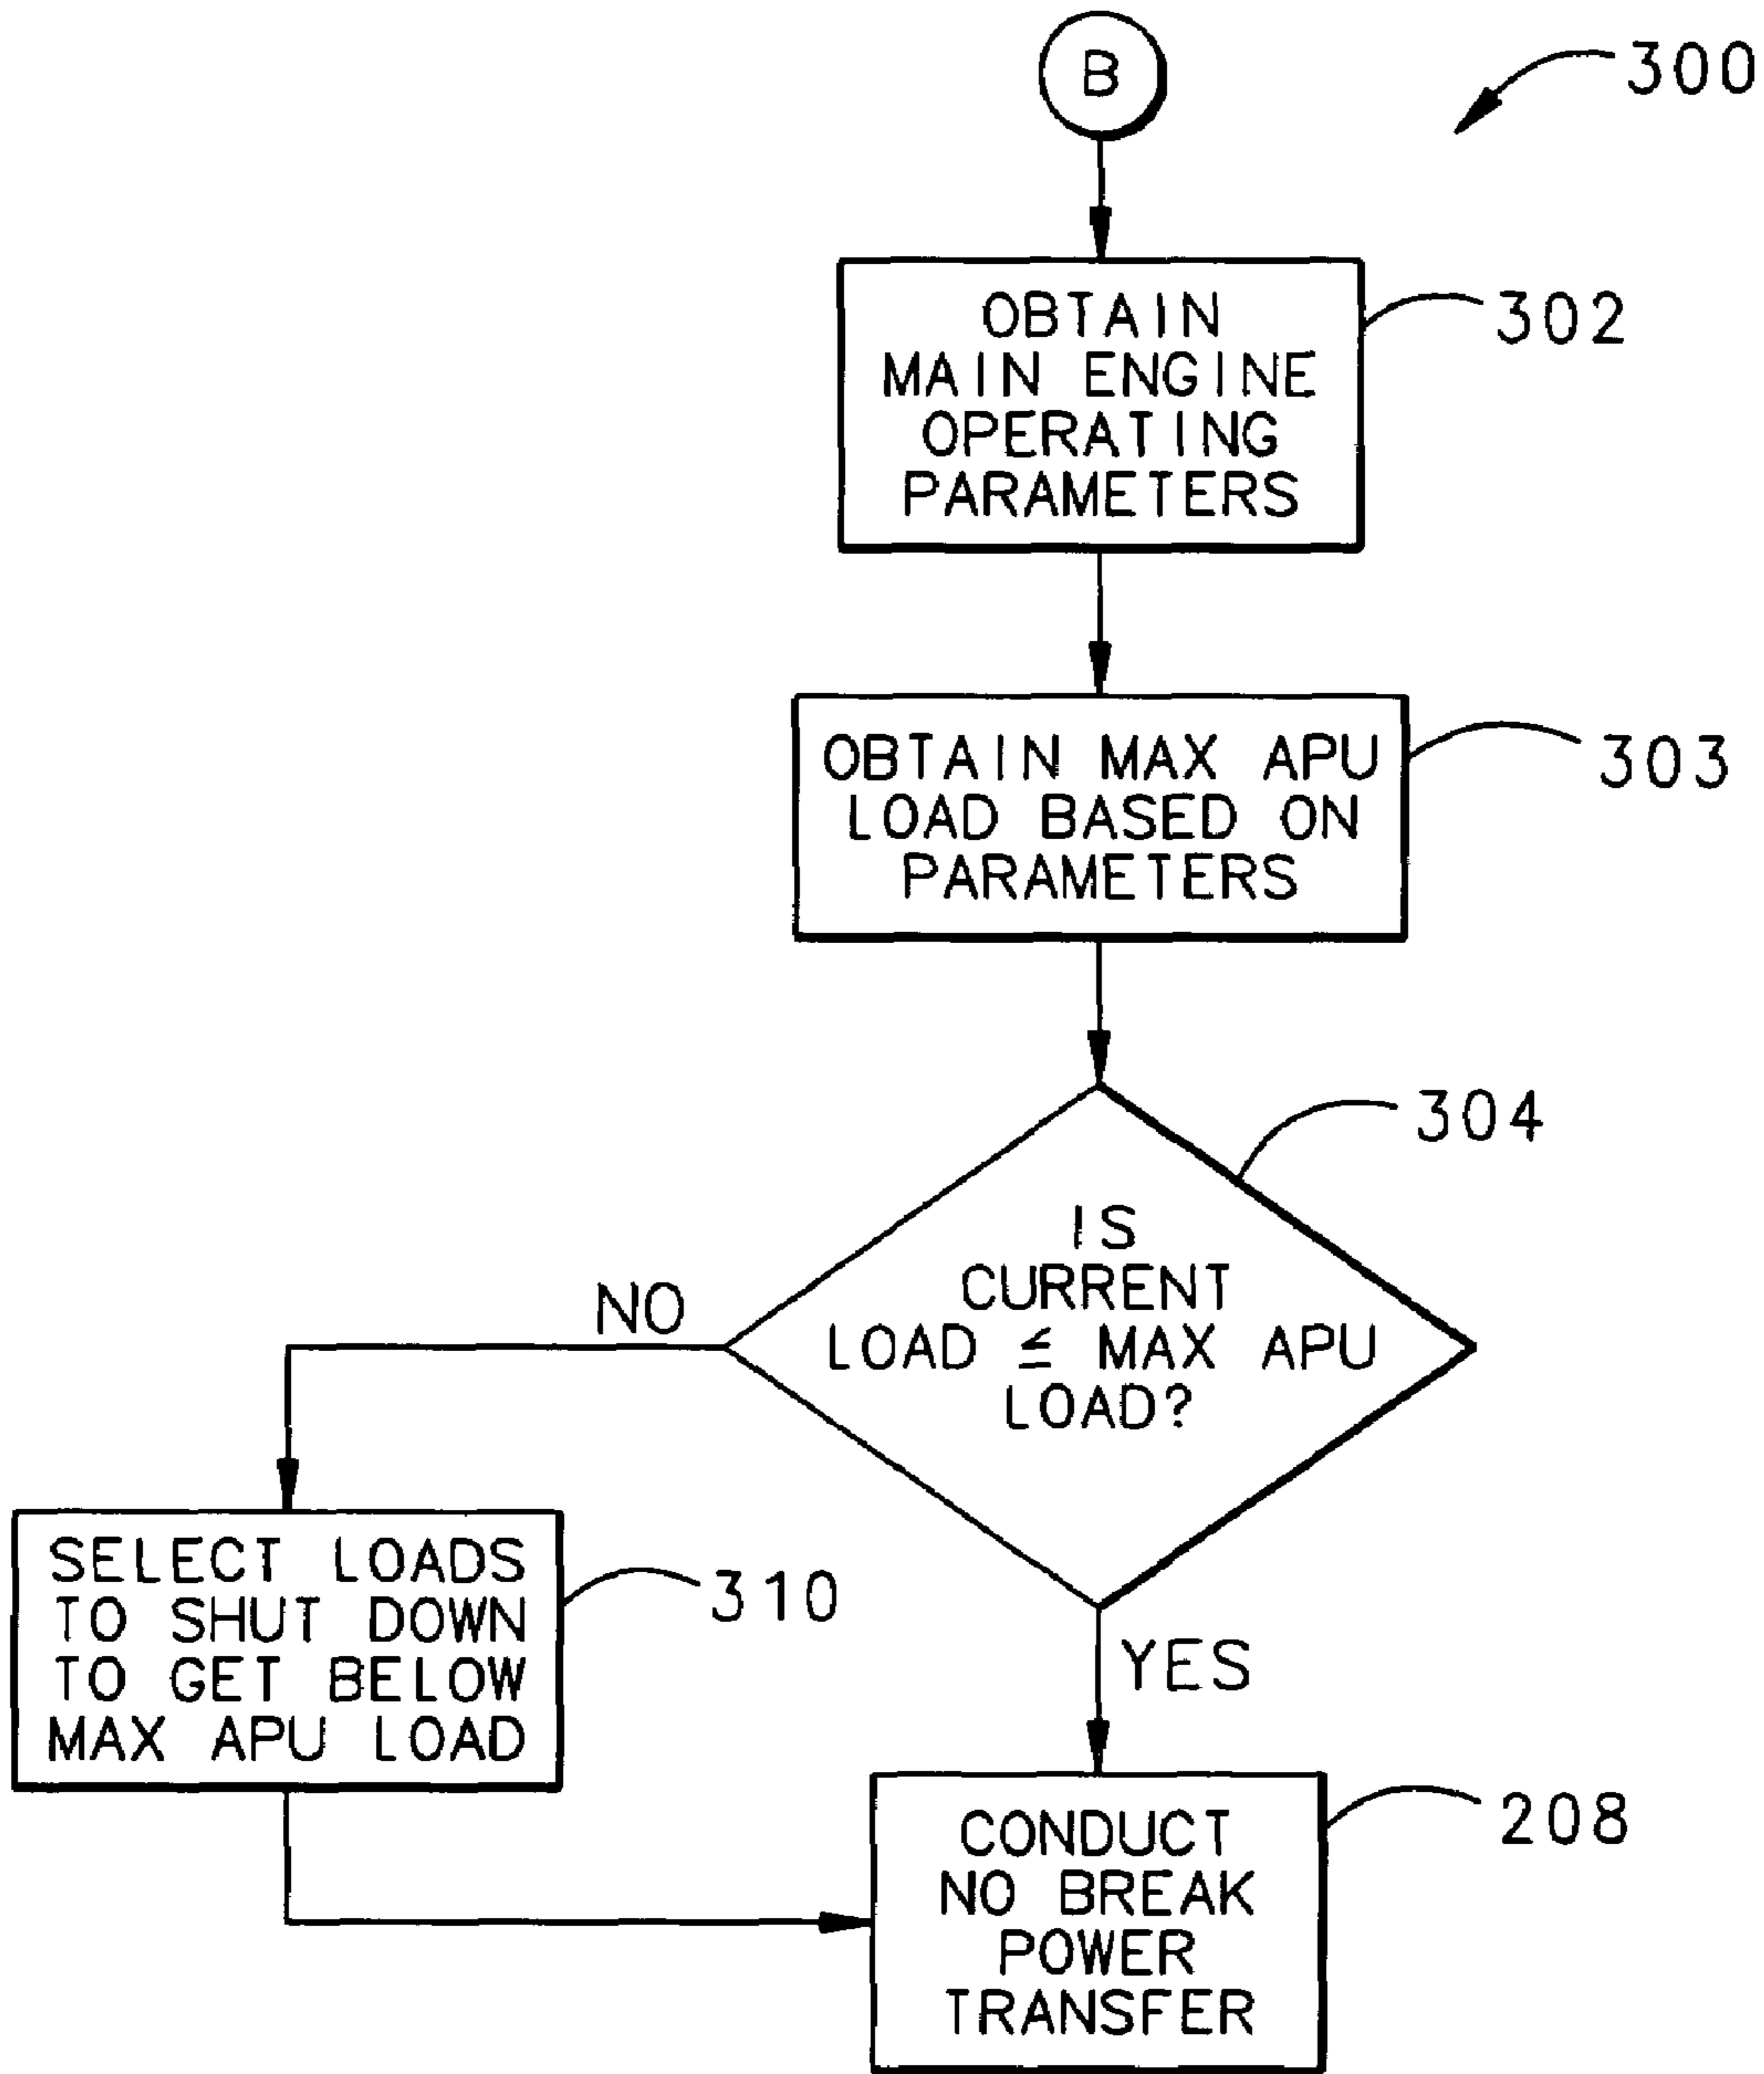 B
300
OBTAIN
MAIN ENGINE
OPERATING
PARAMETERS
302
OBTAIN MAX APU
LOAD BASED ON
PARAMETERS
303
304
IS
CURRENT
LOAD ≤ MAX APU
LOAD?
NO
YES
SELECT LOADS
TO SHUT DOWN
TO GET BELOW
MAX APU LOAD
310
CONDUCT
NO BREAK
POWER
TRANSFER
208